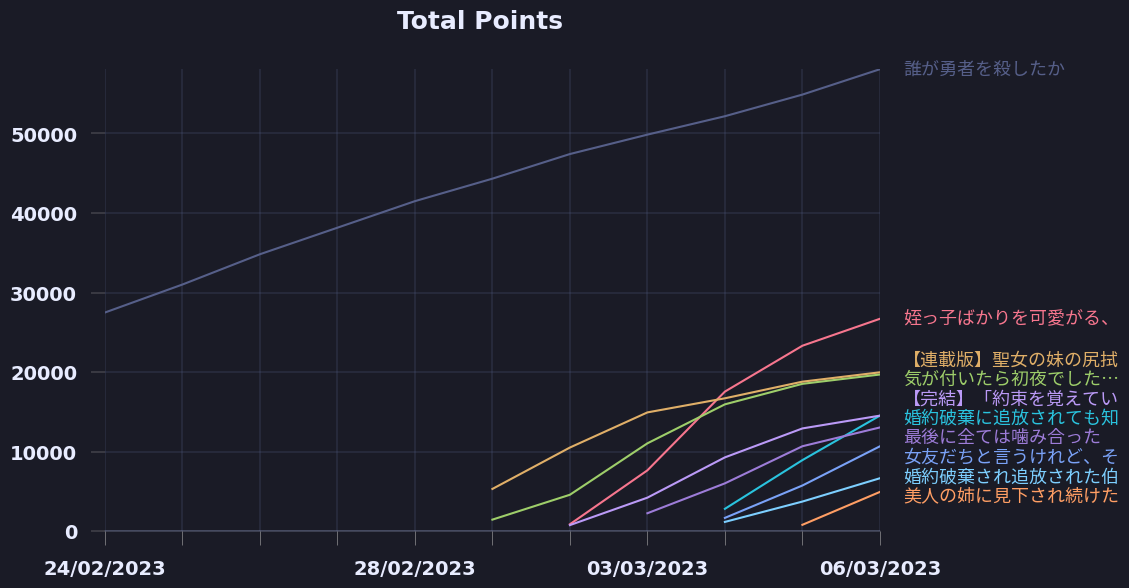 Total Points
誰が勇者を殺したか
50000
40000
30000
姪っ子ばかりを可愛がる、
【連載版】聖女の妹の尻拭
20000
気が付いたら初夜でした…
【完結】「約束を覚えてい
婚約破棄に追放されても知
最後に全ては噛み合った
10000
女友だちと言うけれど、そ
婚約破棄され追放された伯
美人の姉に見下され続けた
0
24/02/2023
28/02/2023
03/03/2023
06/03/2023